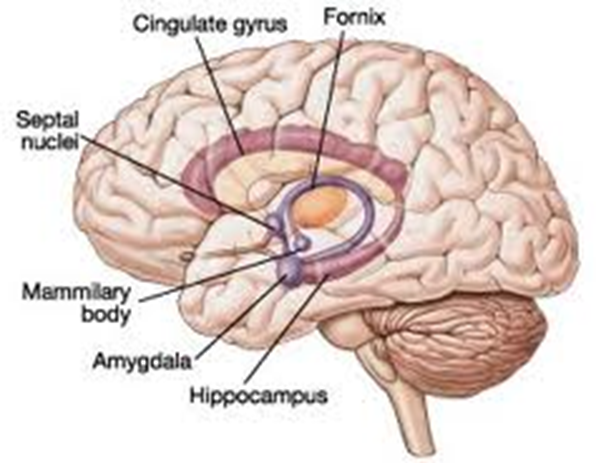 Cingulate gyrus
Fornix
Septal
nuclei
Mammilary
body
Amygdala
Hippocampus